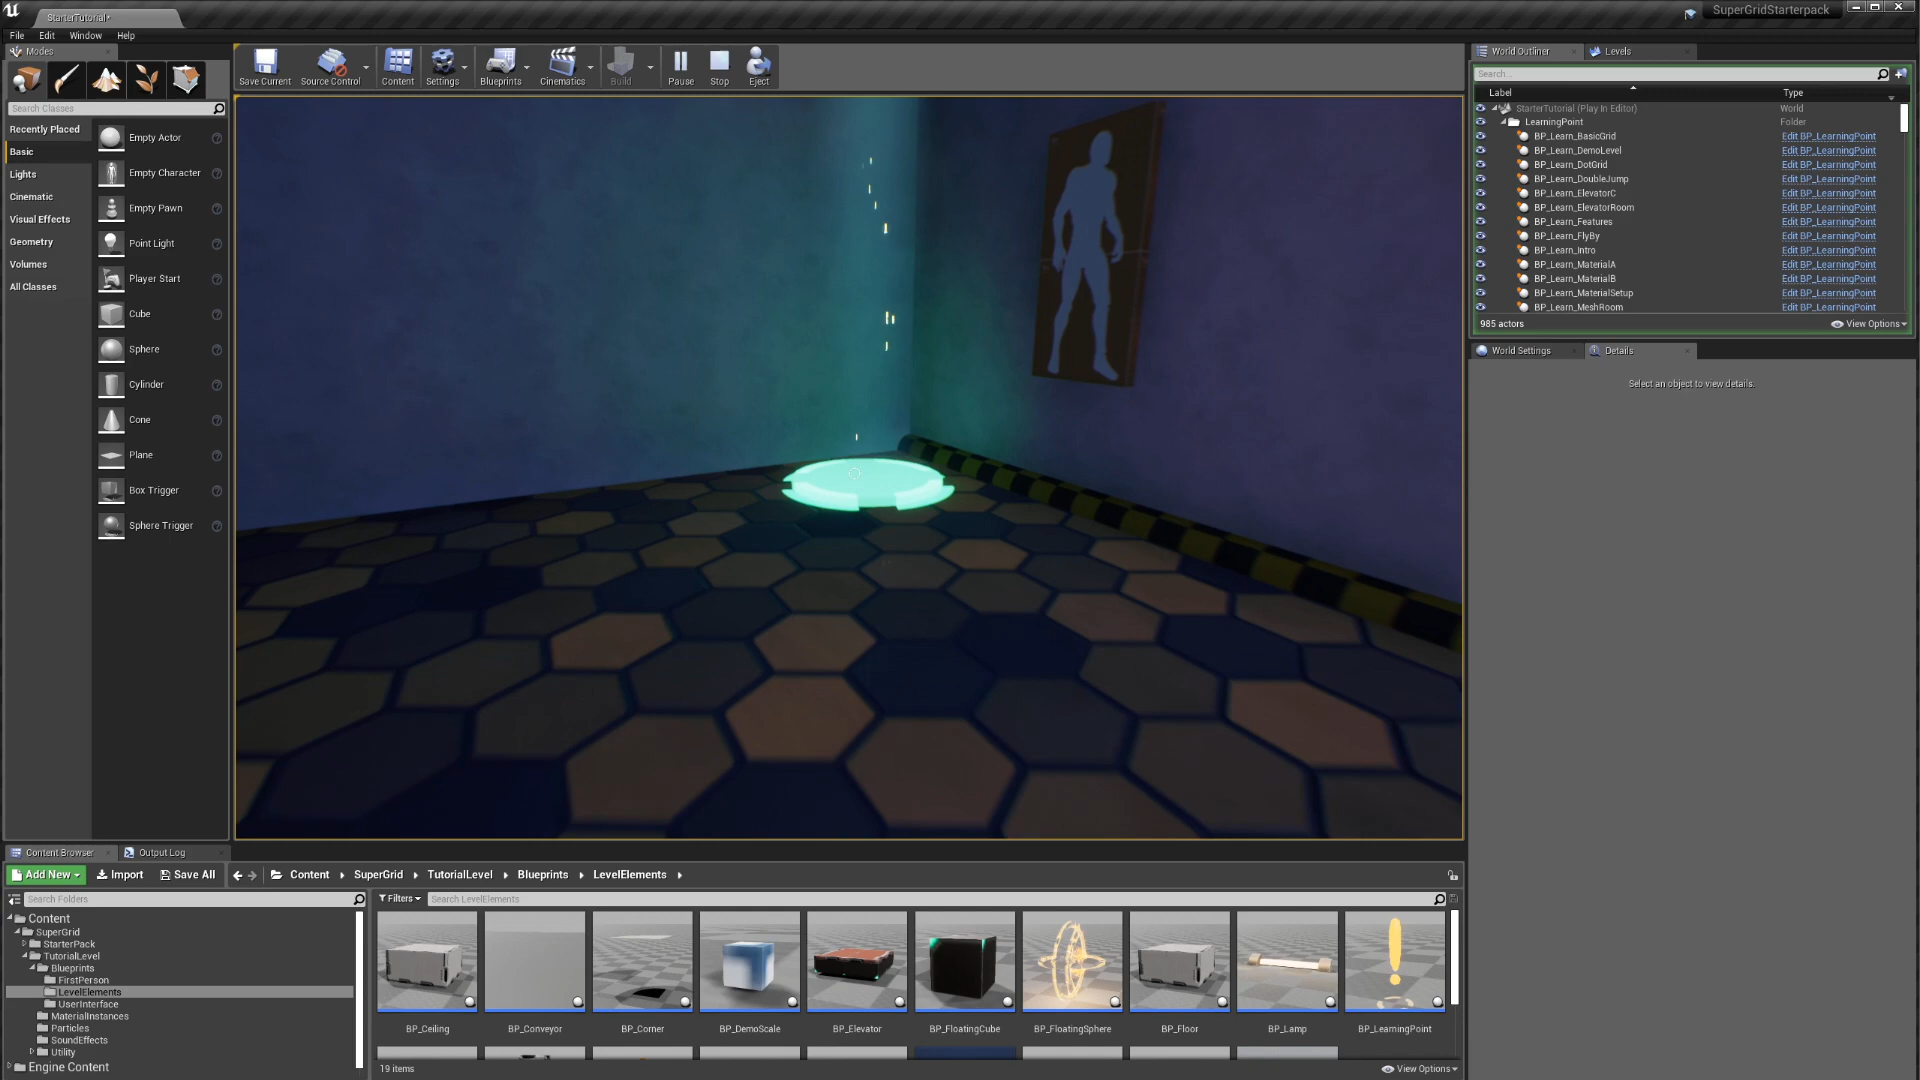 StarterTutorial*
SuperGridStarterpack
File Edit Window Help
Modes
Search Classes
Recently Placed
Basic
Lights
Cinematic
Visual Effects
Geometry
Volumes
All Classes
Empty Actor
Empty Character
Empty Pawn
Point Light
Player Start
Cube
Sphere
Cylinder
Cone
Plane
Box Trigger
Sphere Trigger
Save Current Source Control Content Settings Blueprints Cinematics Build Pause Stop Eject
World Outliner Levels
Search...
Label Type
StarterTutorial (Play In Editor) World
LearningPoint Folder
BP_Learn_BasicGrid Edit BP_LearningPoint
BP_Learn_DemoLevel Edit BP_LearningPoint
BP_Learn_DotGrid Edit BP_LearningPoint
BP_Learn_DoubleJump Edit BP_LearningPoint
BP_Learn_ElevatorC Edit BP_LearningPoint
BP_Learn_ElevatorRoom Edit BP_LearningPoint
BP_Learn_Features Edit BP_LearningPoint
BP_Learn_FlyBy Edit BP_LearningPoint
BP_Learn_Intro Edit BP_LearningPoint
BP_Learn_MaterialA Edit BP_LearningPoint
BP_Learn_MaterialB Edit BP_LearningPoint
BP_Learn_MaterialSetup Edit BP_LearningPoint
BP_Learn_MeshRoom Edit BP_LearningPoint
985 actors View Options
World Settings Details
Select an object to view details.
Content Browser Output Log
Add New Import Save All Content SuperGrid TutorialLevel Blueprints LevelElements
Search Folders
Content
SuperGrid
StarterPack
TutorialLevel
Blueprints
FirstPerson
LevelElements
UserInterface
MaterialInstances
Particles
SoundEffects
Utility
Engine Content
Filters Search LevelElements
BP_Ceiling BP_Conveyor BP_Corner BP_DemoScale BP_Elevator BP_FloatingCube BP_FloatingSphere BP_Floor BP_Lamp BP_LearningPoint
19 items View Options